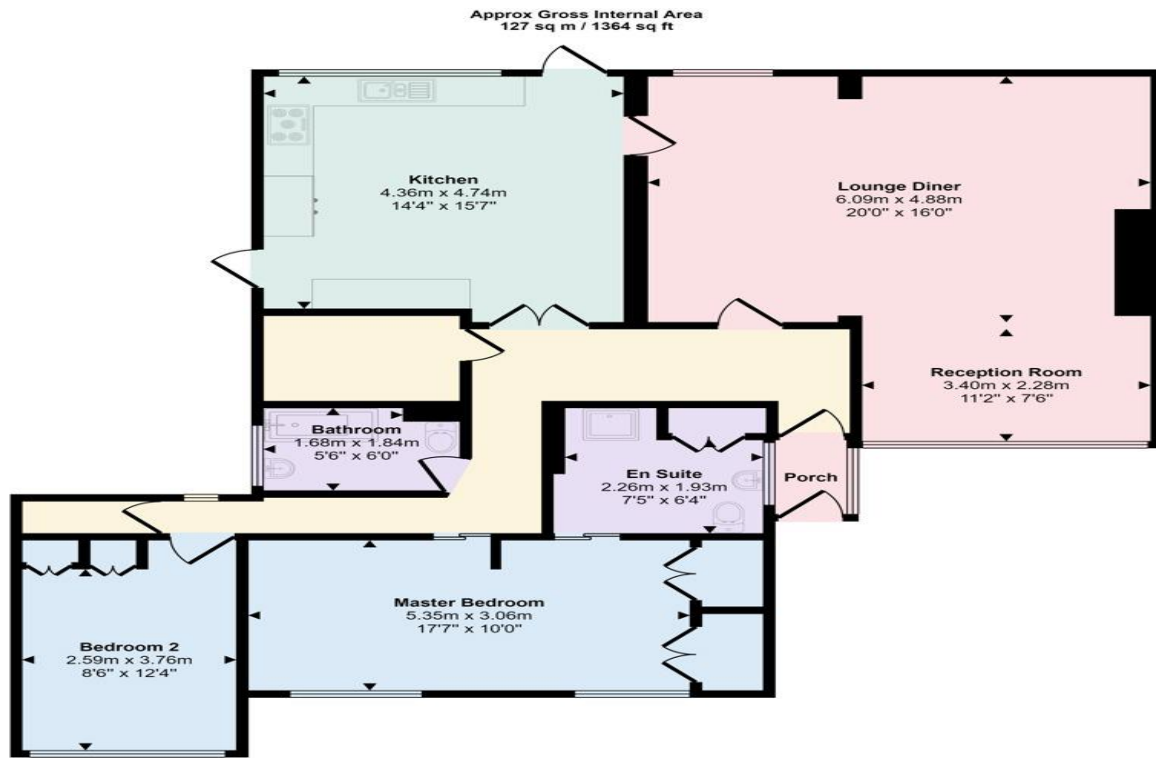 Approx Gross Internal Area
127 sq m / 1364 sq ft
Kitchen
4.36m x 4.74m
14'4" x 15'7"
Lounge Diner
6.09m x 4.88m
20'0" x 16'0"
Reception Room
3.40m x 2.28m
11'2" x 7'6"
Bathroom
1.68m x 1.84m
5'6" x 6'0"
En Suite
2.26m x 1.93m
7'5" x 6'4"
Porch
Master Bedroom
5.35m x 3.06m
17'7" x 10'0"
Bedroom 2
2.59m x 3.76m
8'6" x 12'4"